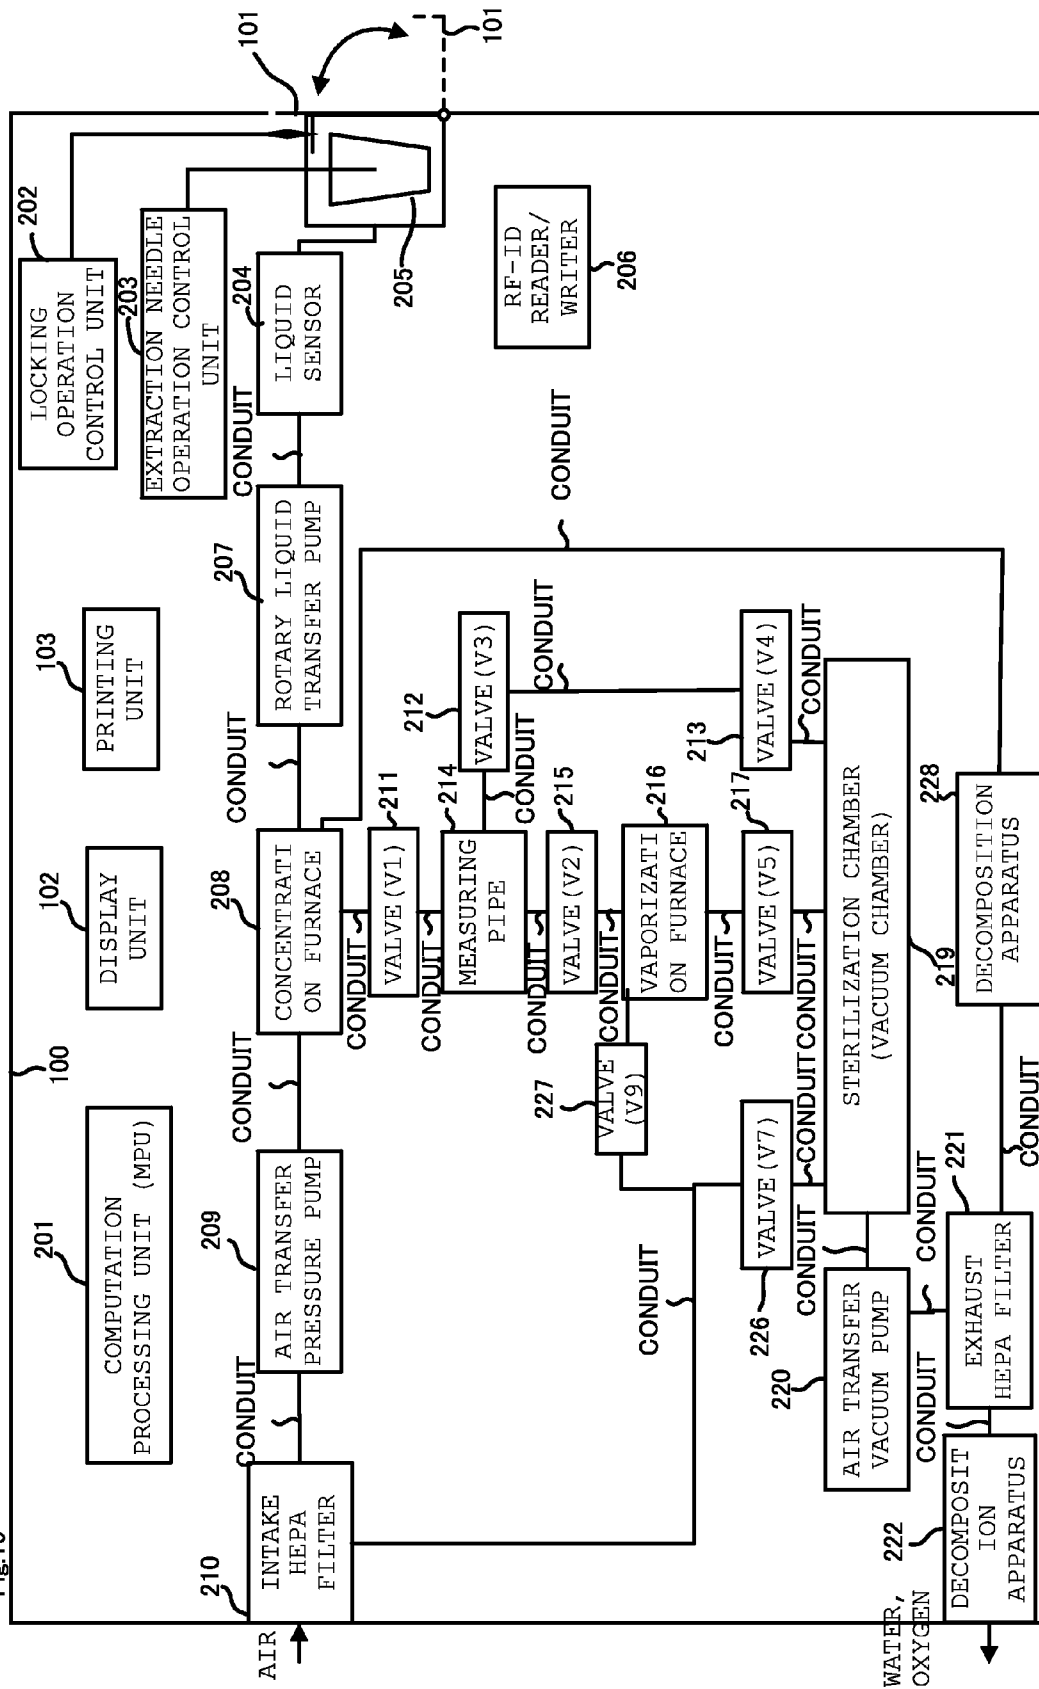 Fig.10
100
COMPUTATION
PROCESSING UNIT (MPU)
201
DISPLAY
UNIT
102
PRINTING
UNIT
103
LOCKING
OPERATION
CONTROL UNIT
202
EXTRACTION NEEDLE
OPERATION CONTROL
UNIT
203
101
101
AIR
INTAKE
HEPA
FILTER
210
CONDUIT
AIR TRANSFER
PRESSURE PUMP
209
CONDUIT
CONCENTRATI
ON FURNACE
208
CONDUIT
ROTARY LIQUID
TRANSFER PUMP
207
CONDUIT
LIQUID
SENSOR
204
205
RF-ID
READER/
WRITER
206
CONDUIT
CONDUIT
VALVE(V1)
211
CONDUIT
MEASURING
PIPE
214
CONDUIT
VALVE(V3)
212
CONDUIT
CONDUIT
VALVE(V2)
215
CONDUIT
VAPORIZATI
ON FURNACE
216
VALVE
(V9)
227
CONDUIT
VALVE(V5)
217
CONDUIT
VALVE(V4)
213
CONDUIT
CONDUIT
VALVE(V7)
226
CONDUIT
STERILIZATION CHAMBER
(VACUUM CHAMBER)
219
CONDUIT
AIR TRANSFER
VACUUM PUMP
220
CONDUIT
EXHAUST
HEPA FILTER
221
CONDUIT
DECOMPOSITION
APPARATUS
228
CONDUIT
DECOMPOSIT
ION
APPARATUS
222
WATER,
OXYGEN